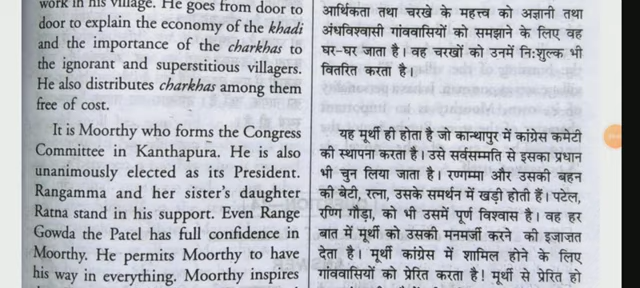 work in his village. He goes from door to
door to explain the economy of the khadi
and the importance of the charkhas to
the ignorant and superstitious villagers.
He also distributes charkhas among them
free of cost.
It is Moorthy who forms the Congress
Committee in Kanthapura. He is also
unanimously elected as its President.
Rangamma and her sister's daughter
Ratna stand in his support. Even Range
Gowda the Patel has full confidence in
Moorthy. He permits Moorthy to have
his way in everything. Moorthy inspires
आर्थिकता तथा चरखे के महत्त्व को अज्ञानी तथा
अंधविश्वासी गांववासियों को समझाने के लिए वह
घर-घर जाता है। वह चरखों को उनमें नि:शुल्क भी
वितरित करता है।
यह मूर्थी ही होता है जो कान्थापुर में कांग्रेस कमेटी
की स्थापना करता है। उसे सर्वसम्मति से इसका प्रधान
भी चुन लिया जाता है। रणगम्मा और उसकी बहन
की बेटी, रत्ना, उसके समर्थन में खड़ी होती हैं। पटेल,
रण्गि गौड़ा, को भी उसमें पूर्ण विश्वास है। वह हर
बात में मूर्थी को उसकी मनमर्जी करने की इजाज़त
देता है। मूर्थी कांग्रेस में शामिल होने के लिए
गांववासियों को प्रेरित करता है! मूर्थी से प्रेरित हो